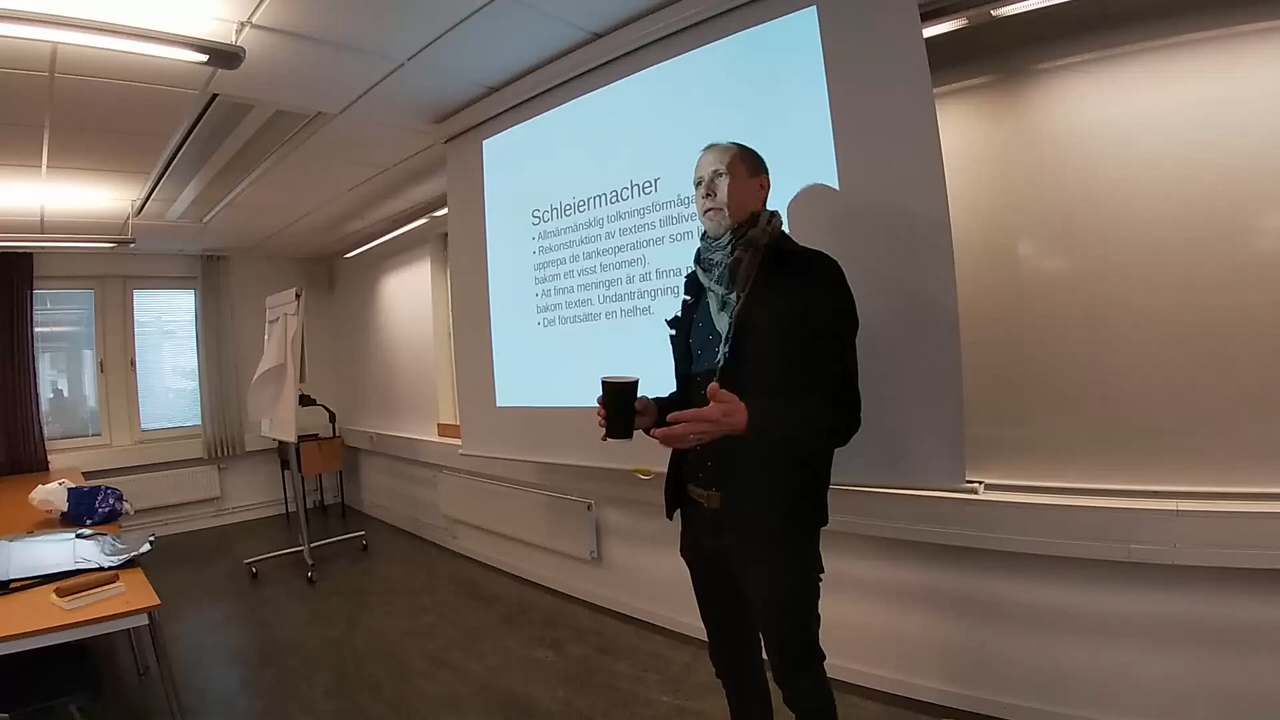 Schleiermacher
• Allmänmänsklig tolkningsförmåga
• Rekonstruktion av textens tillblive
upprepa de tankeoperationer som
bakom ett visst fenomen).
• Att finna meningen är att finna
bakom texten. Undanträngning
• Del förutsätter en helhet.